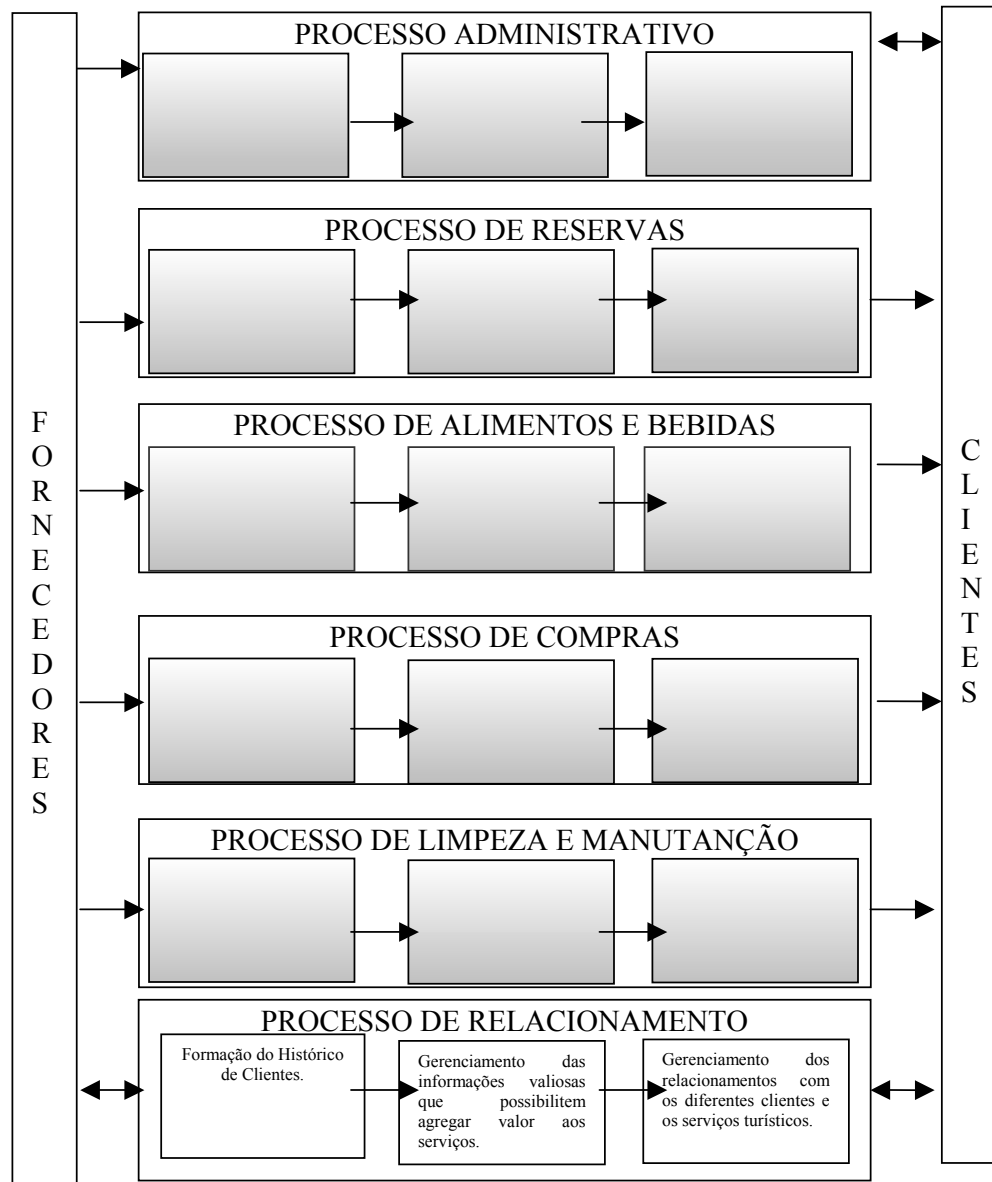 PROCESSO ADMINISTRATIVO
PROCESSO DE RESERVAS
PROCESSO DE ALIMENTOS E BEBIDAS
PROCESSO DE COMPRAS
PROCESSO DE LIMPEZA E MANUTANÇÃO
PROCESSO DE RELACIONAMENTO
Formação do Histórico
de Clientes.
Gerenciamento das
informações valiosas
que possibilitem
agregar valor aos
serviços.
Gerenciamento dos
relacionamentos com
os diferentes clientes e
os serviços turísticos.
F
O
R
N
E
C
E
D
O
R
E
S
C
L
I
E
N
T
E
S